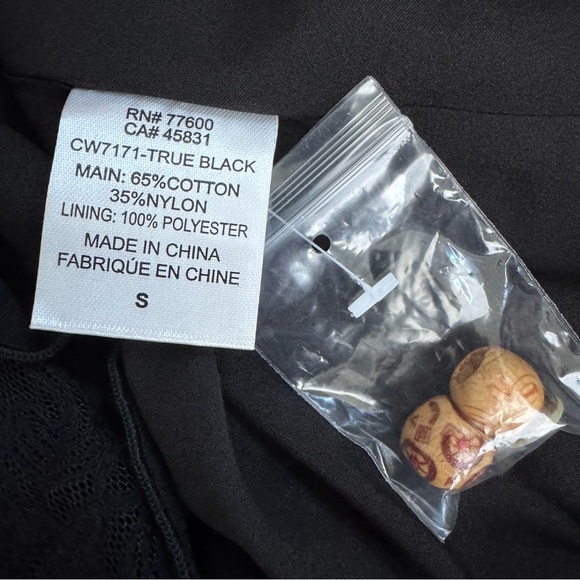 RN# 77600
CA# 45831
CW7171-TRUE BLACK
MAIN: 65%COTTON
35%NYLON
LINING: 100% POLYESTER
MADE IN CHINA
FABRIQÚE EN CHINE
S